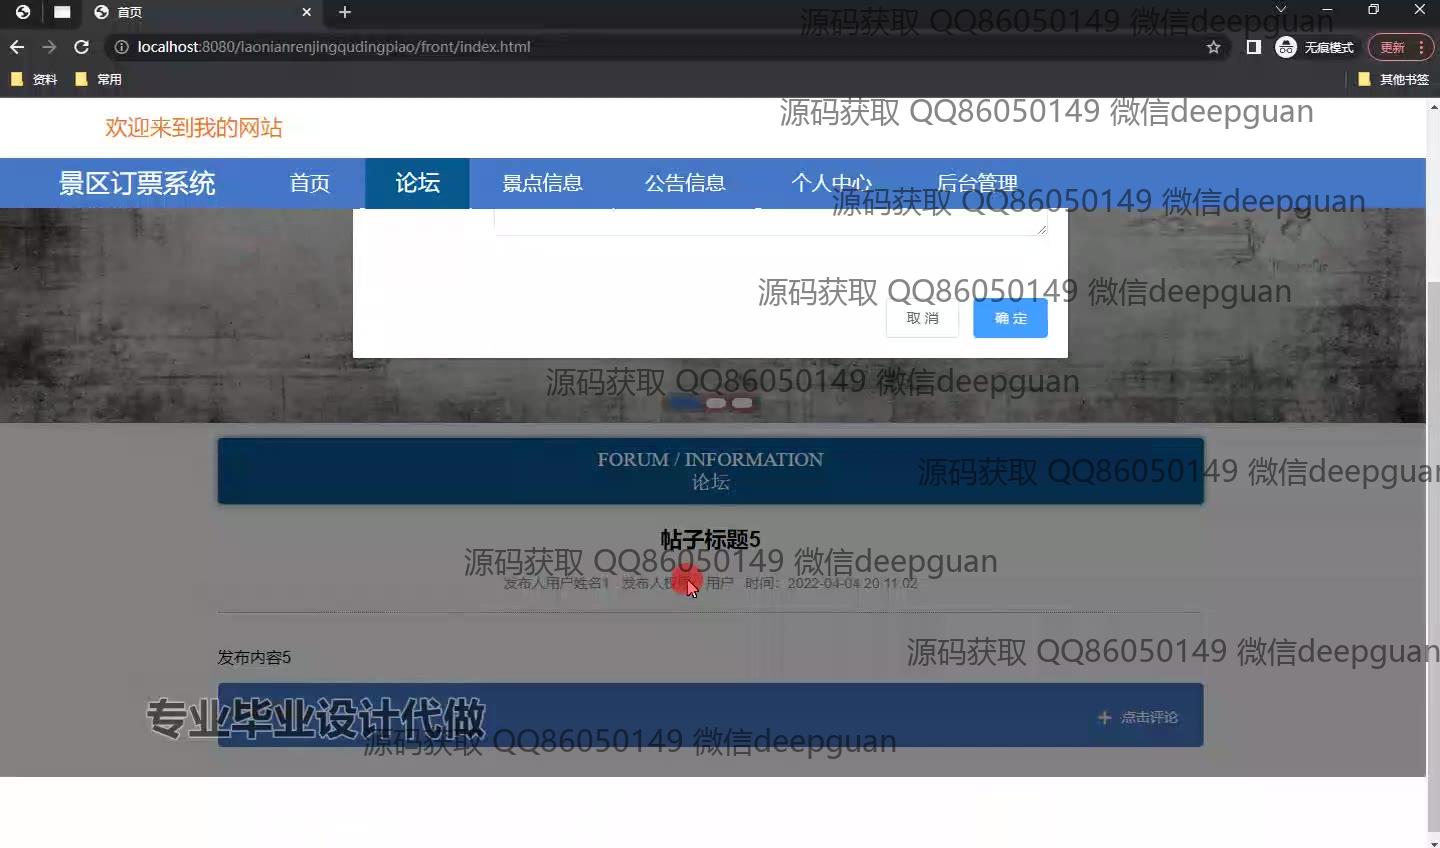 首页
源码获取 QQ86050149 微信deepguan
localhost:8080/laonianrenjingqudingpiao/front/index.html
无痕模式
更新
资料
常用
其他书签
源码获取 QQ86050149 微信deepguan
欢迎来到我的网站
景区订票系统
首页
论坛
景点信息
公告信息
个人中心
后台管理
源码获取 QQ86050149 微信deepguan
源码获取 QQ86050149 微信deepguan
取 消
确 定
源码获取 QQ86050149 微信deepguan
FORUM / INFORMATION
论坛
源码获取 QQ86050149 微信deepguan
帖子标题5
源码获取 QQ86050149 微信deepguan
发布人用户姓名1 发布人权 用户 时间：2022-04-04 20:11:02
源码获取 QQ86050149 微信deepguan
发布内容5
专业毕业设计代做
点击评论
源码获取 QQ86050149 微信deepguan